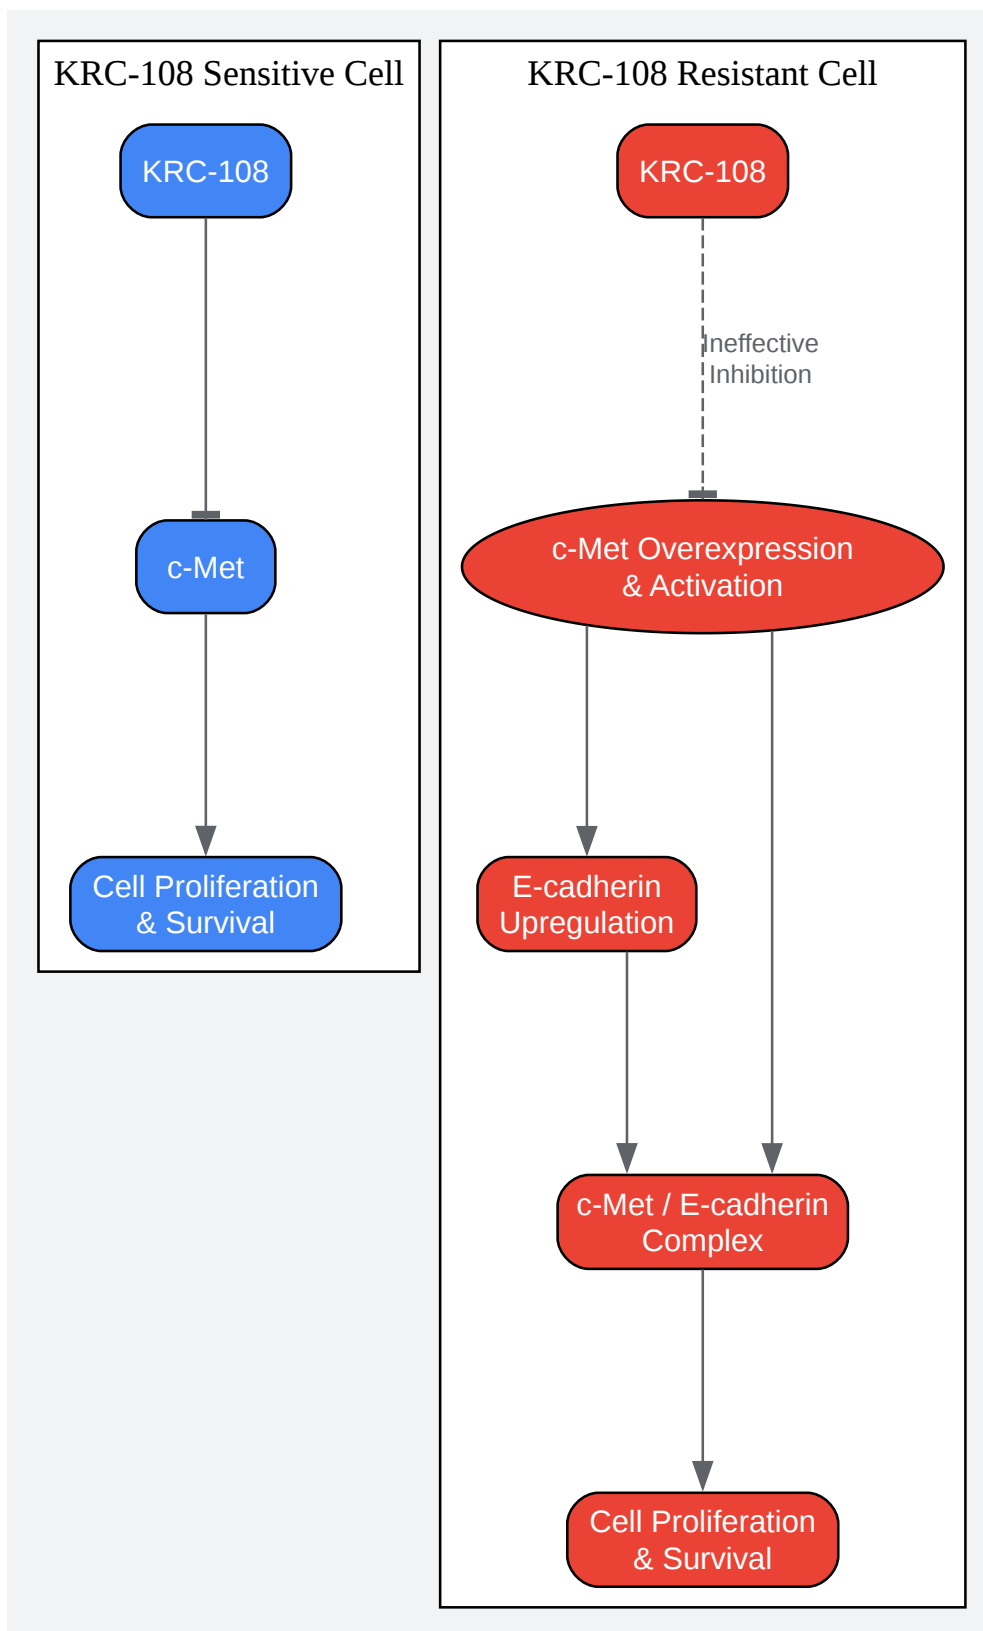 KRC-108 Sensitive Cell
KRC-108
c-Met
Cell Proliferation
& Survival
KRC-108 Resistant Cell
KRC-108
Ineffective
Inhibition
c-Met Overexpression
& Activation
E-cadherin
Upregulation
c-Met / E-cadherin
Complex
Cell Proliferation
& Survival